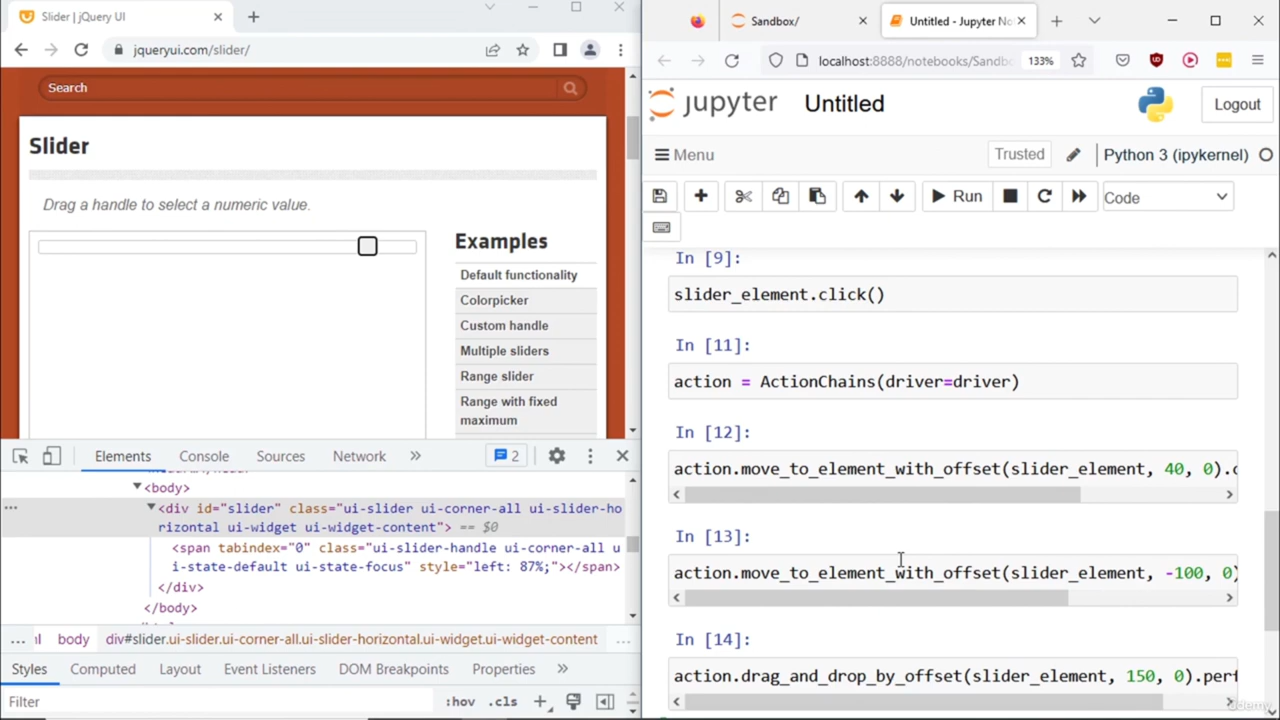 Slider | jQuery UI
jqueryui.com/slider/
Search
Slider
Drag a handle to select a numeric value.
Examples
Default functionality
Colorpicker
Custom handle
Multiple sliders
Range slider
Range with fixed
maximum
Elements
Console
Sources
Network
2
<body>
<div id="slider" class="ui-slider ui-corner-all ui-slider-ho
rizontal ui-widget ui-widget-content"> == $0
<span tabindex="0" class="ui-slider-handle ui-corner-all u
i-state-default ui-state-focus" style="left: 87%;"></span>
</div>
</body>
... nl body div#slider.ui-slider.ui-corner-all.ui-slider-horizontal.ui-widget.ui-widget-content ...
Styles
Computed
Layout
Event Listeners
DOM Breakpoints
Properties
Filter
:hov .cls
Sandbox/
Untitled - Jupyter No
localhost:8888/notebooks/Sandb
133%
jupyter
Untitled
Logout
Menu
Trusted
Python 3 (ipykernel)
Run
Code
In [9]:
slider_element.click()
In [11]:
action = ActionChains(driver=driver)
In [12]:
action.move_to_element_with_offset(slider_element, 40, 0).c
In [13]:
action.move_to_element_with_offset(slider_element, -100, 0)
In [14]:
action.drag_and_drop_by_offset(slider_element, 150, 0).perf
Udemy